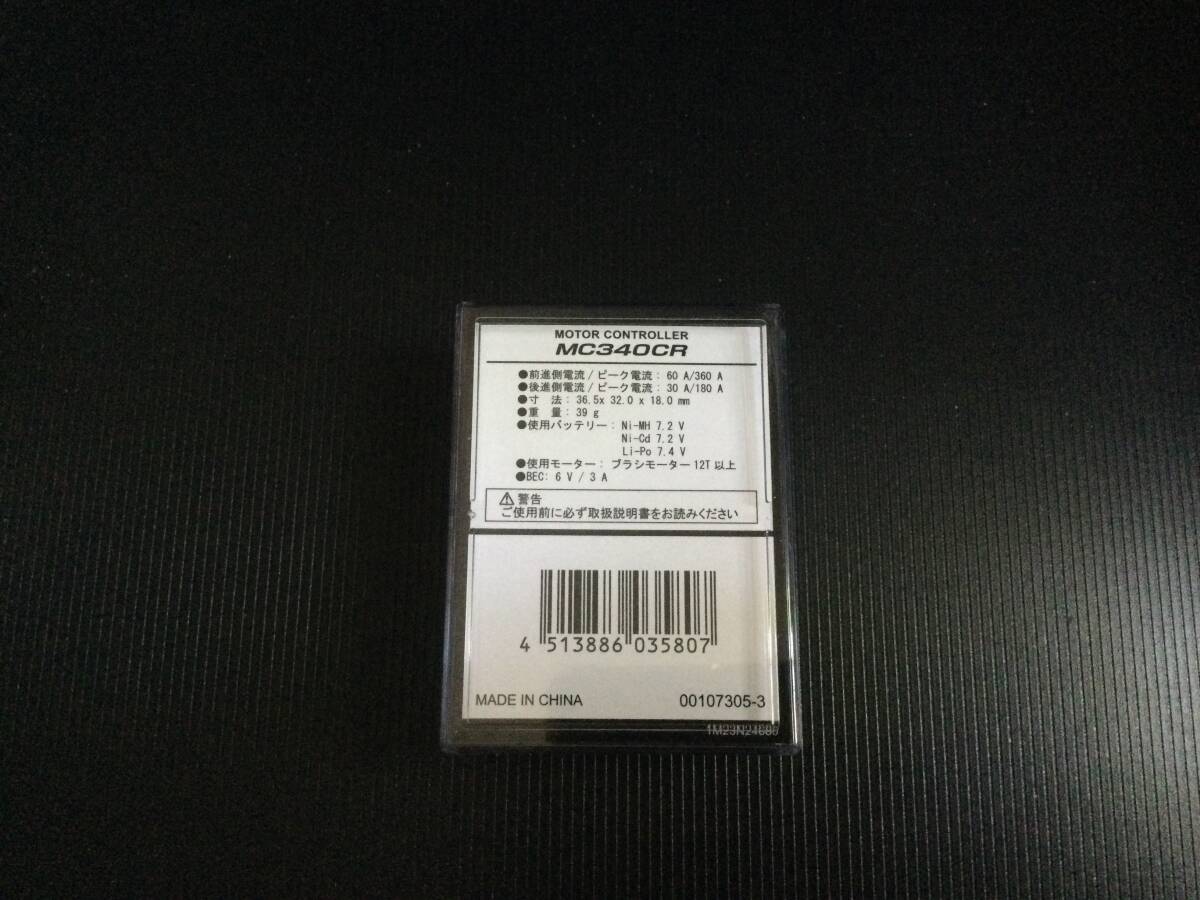 MOTOR CONTROLLER
MC340CR
●前進側電流/ピーク電流: 60 A/360 A
●後進側電流/ピーク電流: 30 A/180 A
●寸 法: 36.5x 32.0 x 18.0 mm
●重 量: 39 g
●使用バッテリー: Ni-MH 7.2 V
Ni-Cd 7.2 V
Li-Po 7.4 V
●使用モーター: ブラシモーター12T以上
●BEC: 6 V / 3 A
⚠警告
ご使用前に必ず取扱説明書をお読みください
4 513886 035807
MADE IN CHINA 00107305-3